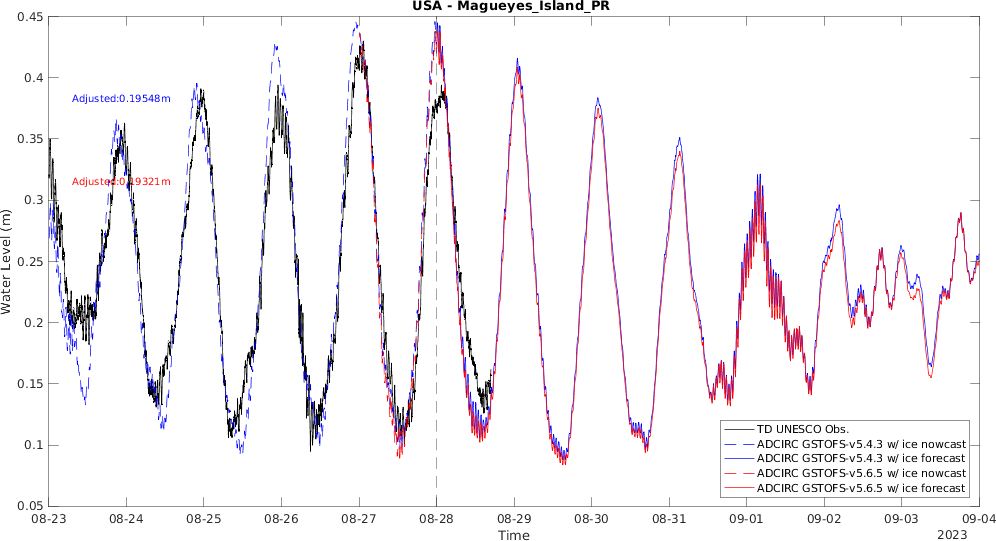 USA - Magueyes_Island_PR
0.45
0.4
0.35
0.3
0.25
0.2
0.15
0.1
0.05
Water Level (m)
Adjusted:0.19548m
Adjusted:0.19321m
TD UNESCO Obs.
ADCIRC GSTOFS-v5.4.3 w/ ice nowcast
ADCIRC GSTOFS-v5.4.3 w/ ice forecast
ADCIRC GSTOFS-v5.6.5 w/ ice nowcast
ADCIRC GSTOFS-v5.6.5 w/ ice forecast
08-23 08-24 08-25 08-26 08-27 08-28 08-29 08-30 08-31 09-01 09-02 09-03 09-04
Time
2023